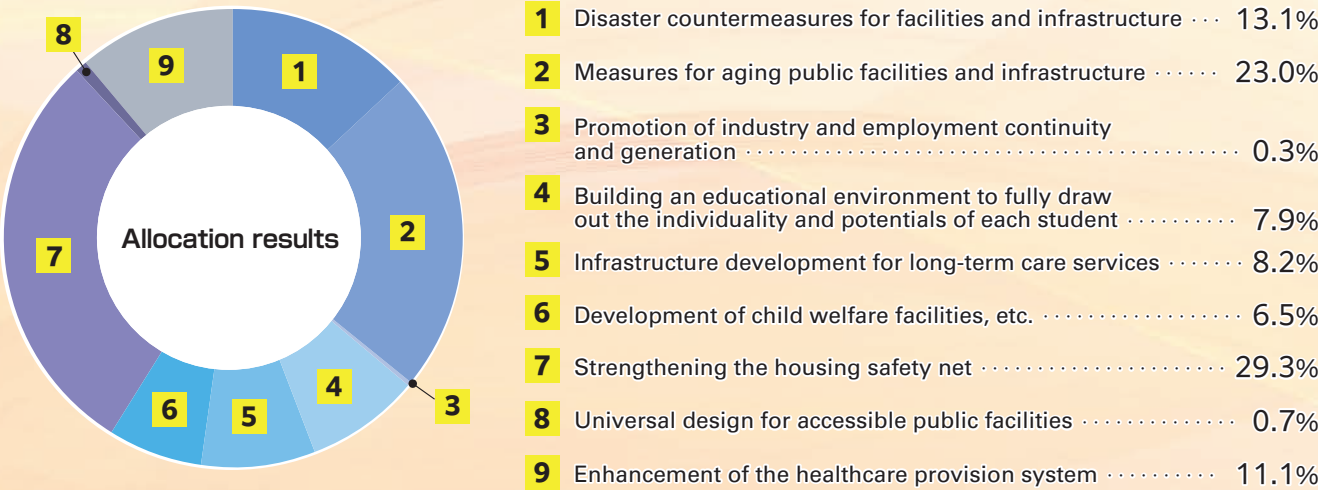 8
9
1
2
7
Allocation results
4
3
6
5
1 Disaster countermeasures for facilities and infrastructure ··· 13.1%
2 Measures for aging public facilities and infrastructure ······ 23.0%
3 Promotion of industry and employment continuity
and generation ············································ 0.3%
4 Building an educational environment to fully draw
out the individuality and potentials of each student ·········· 7.9%
5 Infrastructure development for long-term care services ······· 8.2%
6 Development of child welfare facilities, etc. ················· 6.5%
7 Strengthening the housing safety net ······················ 29.3%
8 Universal design for accessible public facilities ·············· 0.7%
9 Enhancement of the healthcare provision system ·········· 11.1%